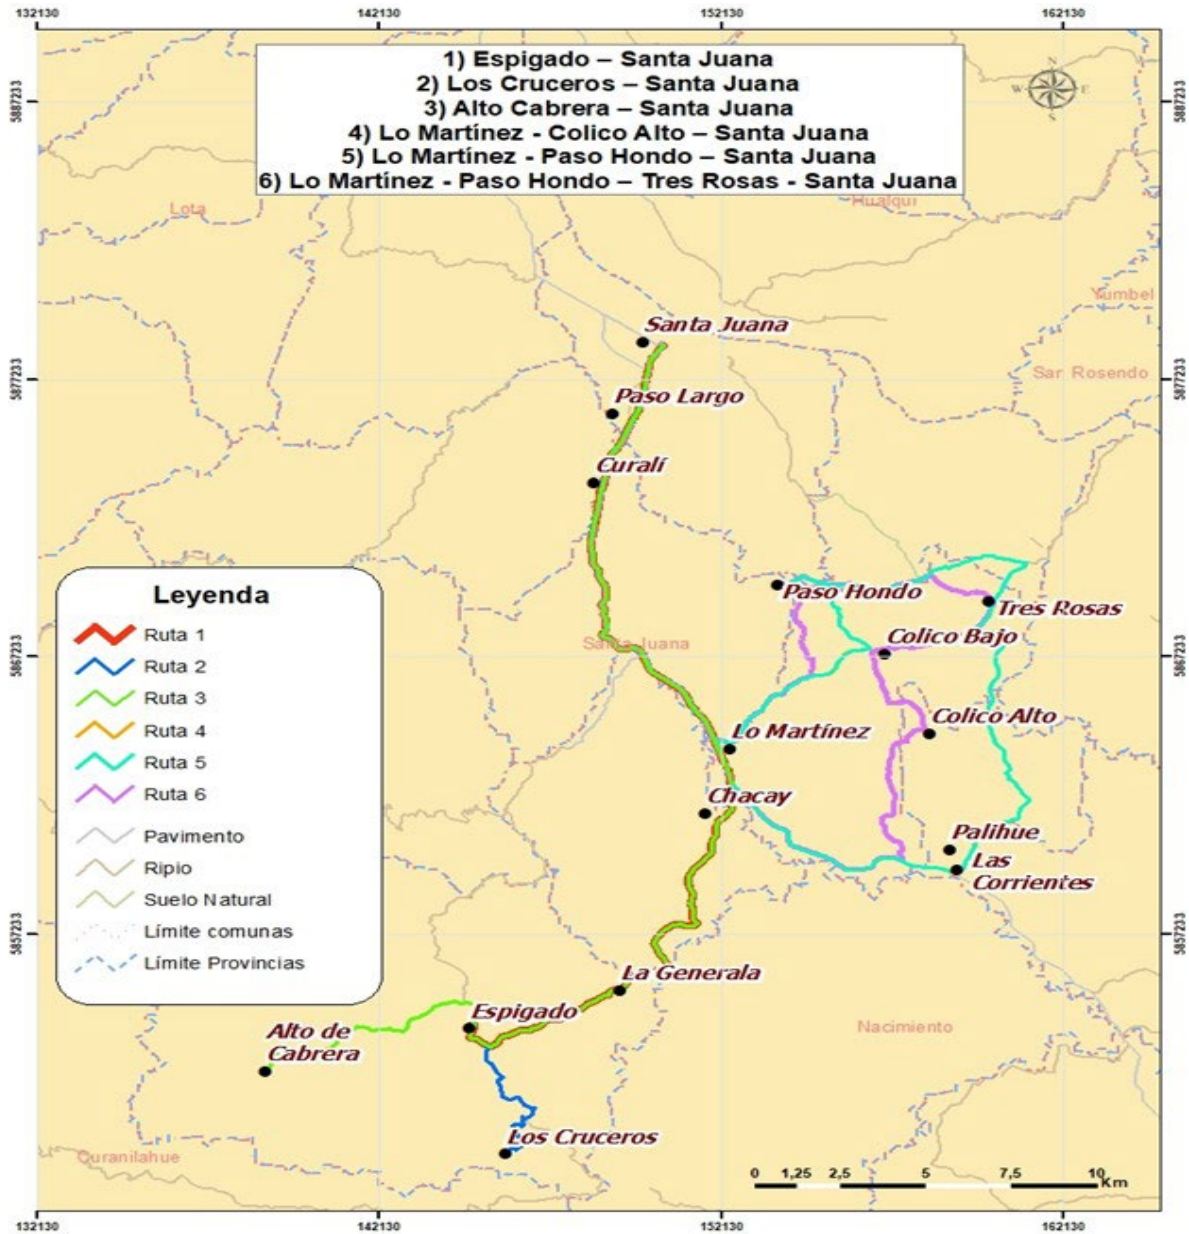 132130 142130 152130 162130
1) Espigado – Santa Juana
2) Los Cruceros – Santa Juana
3) Alto Cabrera – Santa Juana
4) Lo Martínez - Colico Alto – Santa Juana
5) Lo Martínez - Paso Hondo – Santa Juana
6) Lo Martínez - Paso Hondo – Tres Rosas - Santa Juana
N
W E
S
5887233 5887233
Lota
Hualqui
Yumbel
Santa Juana
5877233 5877233
San Rosendo
Paso Largo
Curalí
Paso Hondo
Tres Rosas
Colico Bajo
Santa Juana
5867233 5867233
Colico Alto
Lo Martínez
Chacay
Palihue
Las
Corrientes
5857233 5857233
La Generala
Espigado
Alto de
Cabrera
Nacimiento
Los Cruceros
Curanilahue
Leyenda
Ruta 1
Ruta 2
Ruta 3
Ruta 4
Ruta 5
Ruta 6
Pavimento
Ripio
Suelo Natural
Límite comunas
Límite Provincias
0 1,25 2,5 5 7,5 10
Km
132130 142130 152130 162130